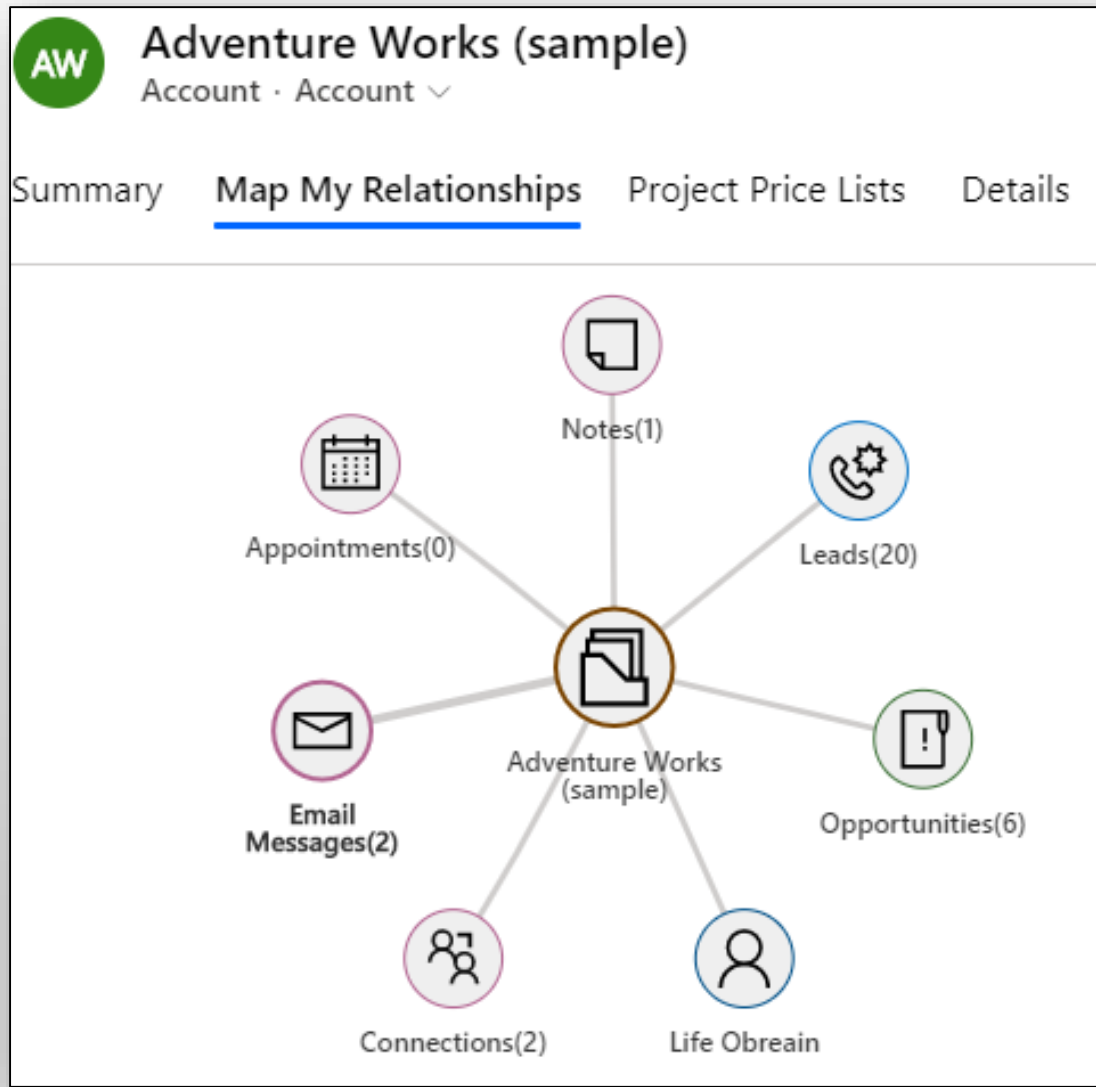 AW
Adventure Works (sample)
Account · Account
Summary Map My Relationships Project Price Lists Details
Notes(1)
Appointments(0)
Leads(20)
Adventure Works
(sample)
Email
Messages(2)
Opportunities(6)
Connections(2)
Life Obreain